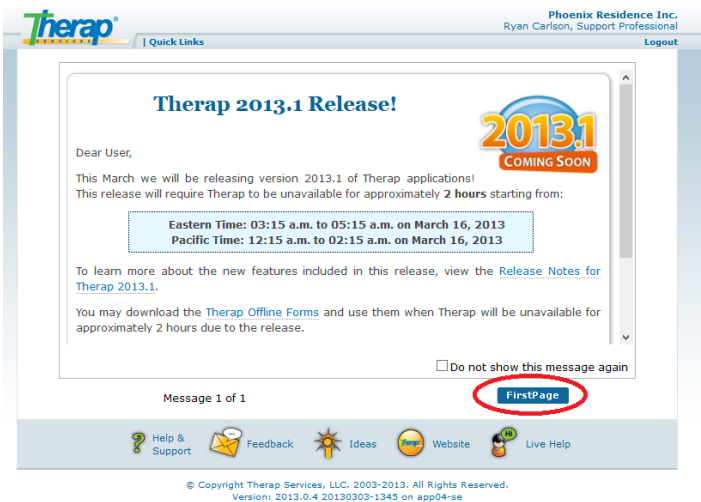 Therap®
SERVICES
Phoenix Residence Inc.
Ryan Carlson, Support Professional
| Quick Links
Logout
Therap 2013.1 Release!
2013.1
COMING SOON
Dear User,
This March we will be releasing version 2013.1 of Therap applications!
This release will require Therap to be unavailable for approximately 2 hours starting from:
Eastern Time: 03:15 a.m. to 05:15 a.m. on March 16, 2013
Pacific Time: 12:15 a.m. to 02:15 a.m. on March 16, 2013
To learn more about the new features included in this release, view the Release Notes for
Therap 2013.1.
You may download the Therap Offline Forms and use them when Therap will be unavailable for
approximately 2 hours due to the release.
Do not show this message again
Message 1 of 1
FirstPage
Help &
Support
Feedback
Ideas
Therap
Website
Hi
Live Help
© Copyright Therap Services, LLC. 2003-2013. All Rights Reserved.
Version: 2013.0.4 20130303-1345 on app04-se